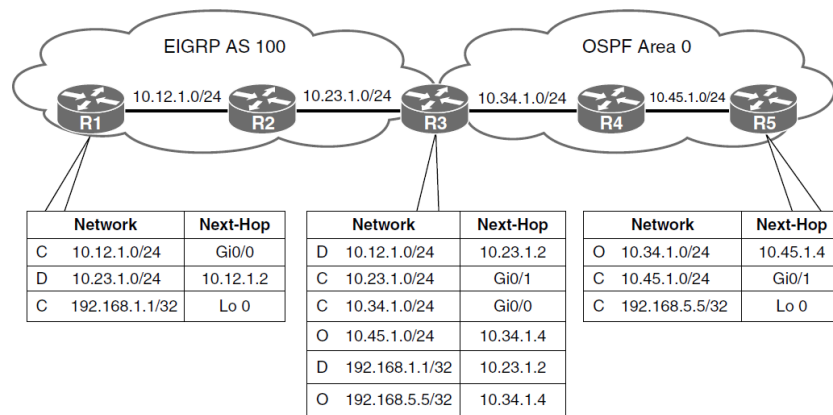 EIGRP AS 100
OSPF Area 0
10.12.1.0/24
10.23.1.0/24
10.34.1.0/24
10.45.1.0/24
R1
R2
R3
R4
R5
Network Next-Hop
C 10.12.1.0/24 Gi0/0
D 10.23.1.0/24 10.12.1.2
C 192.168.1.1/32 Lo 0
Network Next-Hop
D 10.12.1.0/24 10.23.1.2
C 10.23.1.0/24 Gi0/1
C 10.34.1.0/24 Gi0/0
O 10.45.1.0/24 10.34.1.4
D 192.168.1.1/32 10.23.1.2
O 192.168.5.5/32 10.34.1.4
Network Next-Hop
O 10.34.1.0/24 10.45.1.4
C 10.45.1.0/24 Gi0/1
C 192.168.5.5/32 Lo 0